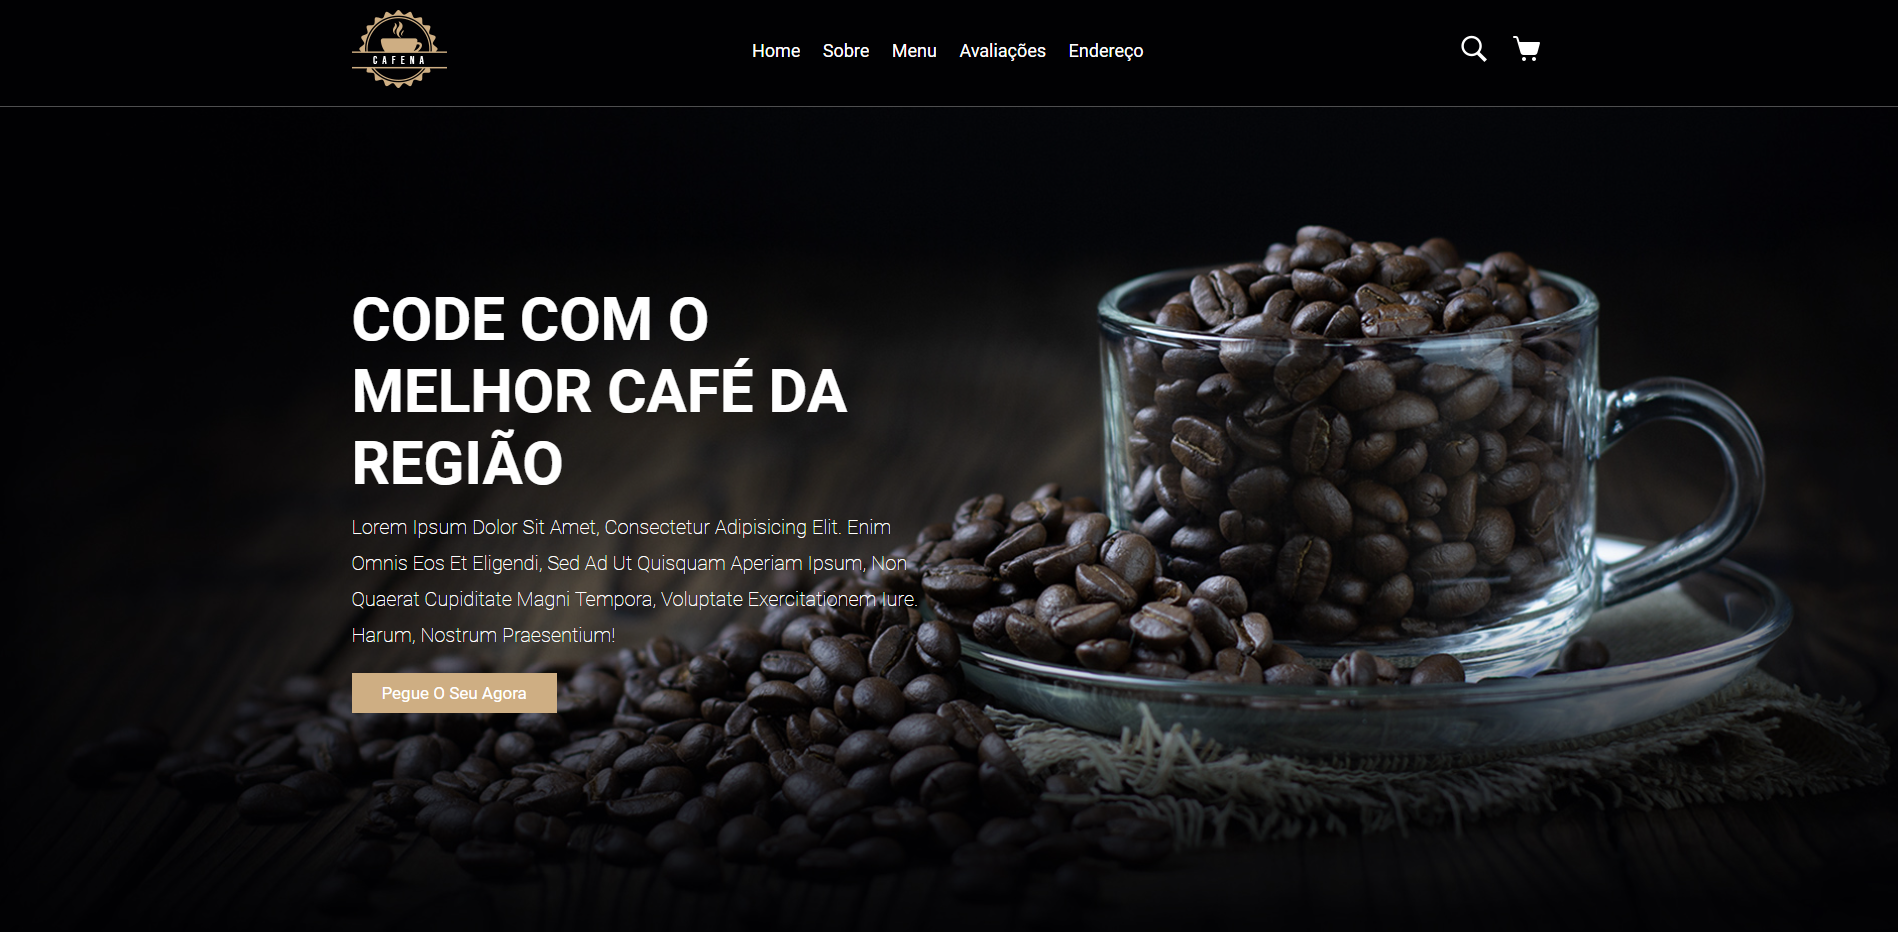 CAFENA
Home Sobre Menu Avaliações Endereço
CODE COM O
MELHOR CAFÉ DA
REGIÃO
Lorem Ipsum Dolor Sit Amet, Consectetur Adipisicing Elit. Enim
Omnis Eos Et Eligendi, Sed Ad Ut Quisquam Aperiam Ipsum, Non
Quaerat Cupiditate Magni Tempora, Voluptate Exercitationem Iure.
Harum, Nostrum Praesentium!
Pegue O Seu Agora